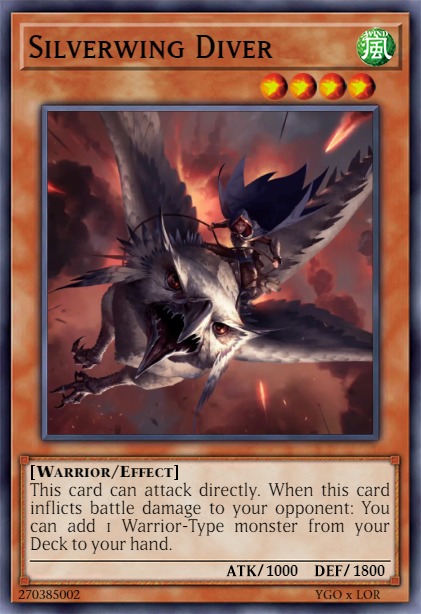 Silverwing Diver
WIND
風
[Warrior/Effect]
This card can attack directly. When this card
inflicts battle damage to your opponent: You
can add 1 Warrior-Type monster from your
Deck to your hand.
ATK/1000 DEF/1800
270385002 YGO x LOR